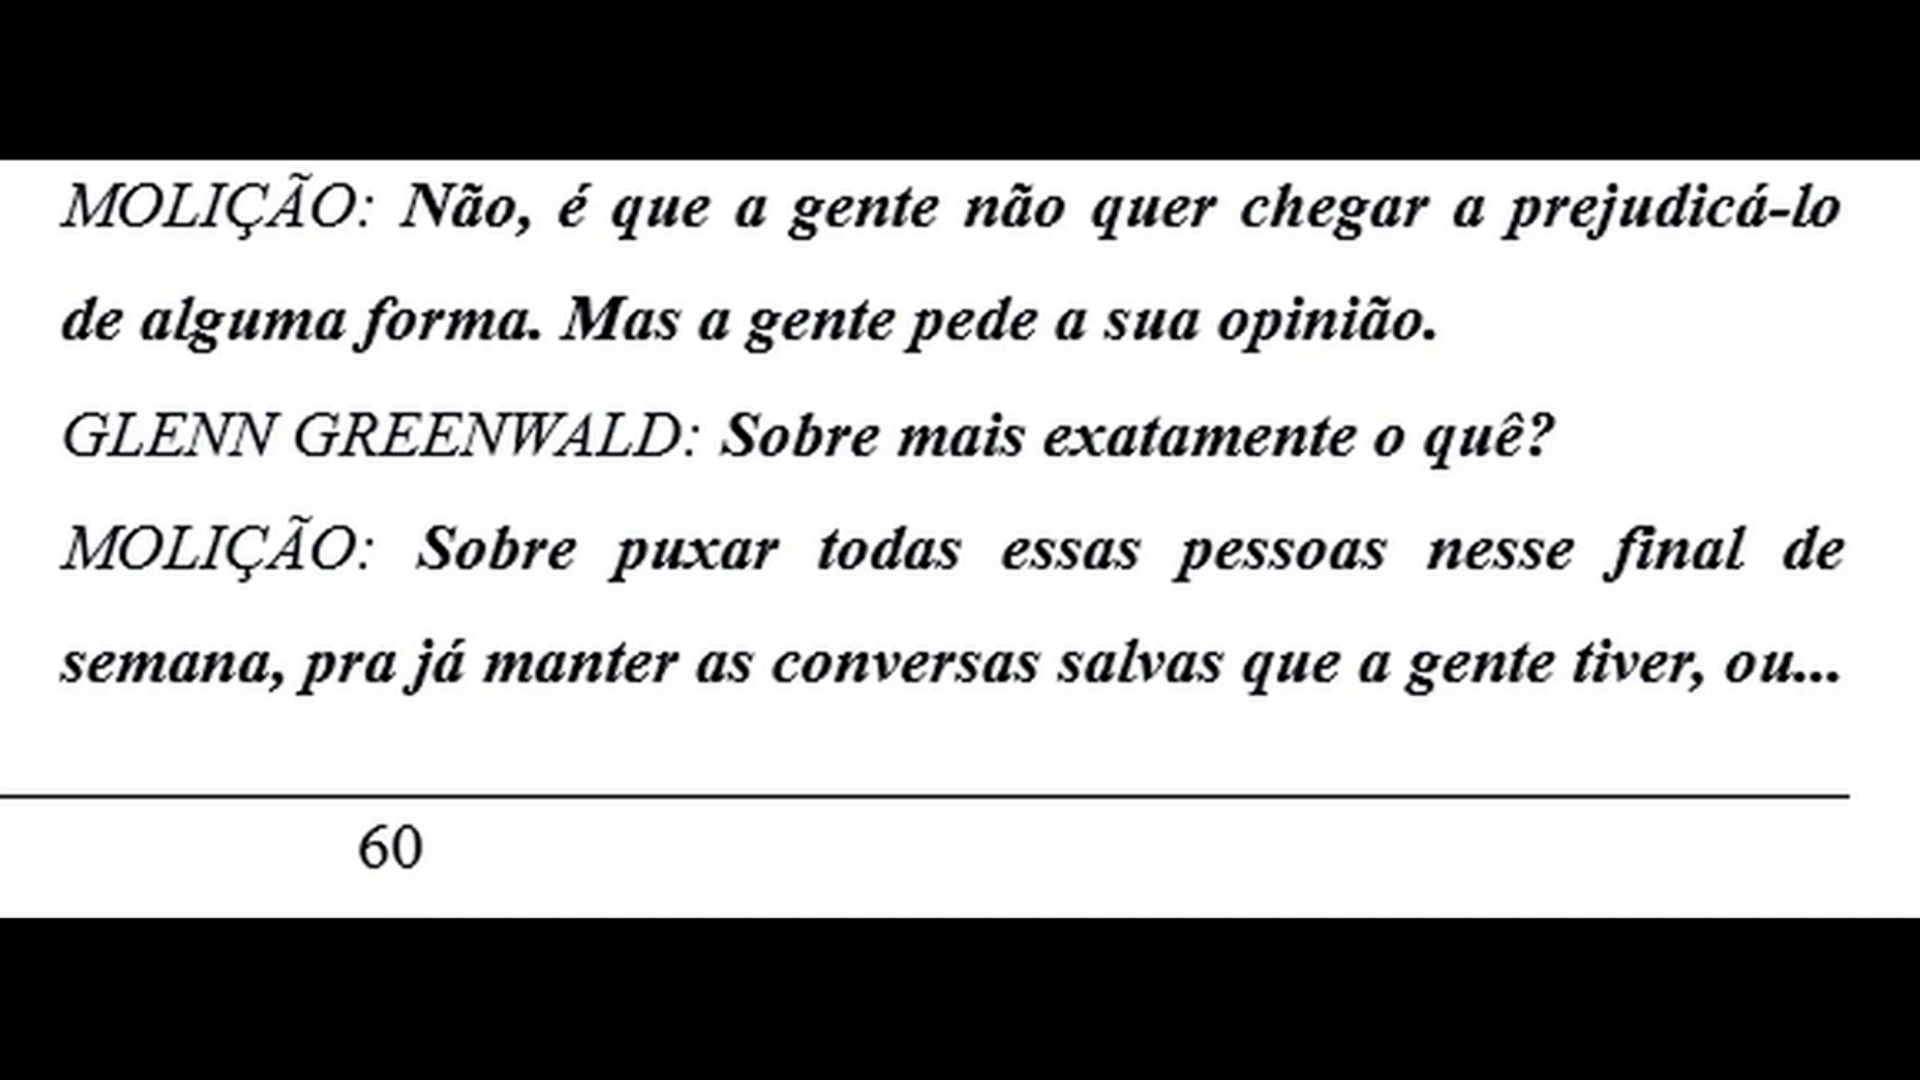 MOLIÇÃO: Não, é que a gente não quer chegar a prejudicá-lo
de alguma forma. Mas a gente pede a sua opinião.
GLENN GREENWALD: Sobre mais exatamente o quê?
MOLIÇÃO: Sobre puxar todas essas pessoas nesse final de
semana, pra já manter as conversas salvas que a gente tiver, ou...
60